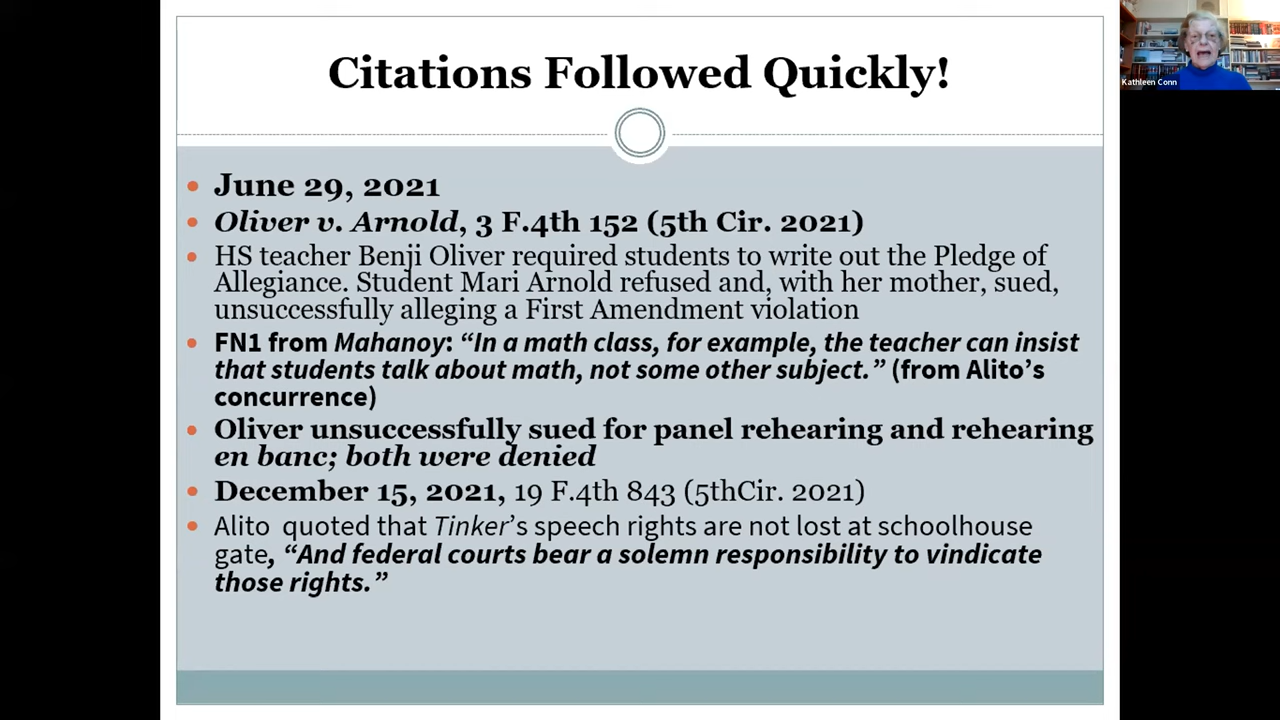 Citations Followed Quickly!
Kathleen Conn
• June 29, 2021
• Oliver v. Arnold, 3 F.4th 152 (5th Cir. 2021)
• HS teacher Benji Oliver required students to write out the Pledge of
Allegiance. Student Mari Arnold refused and, with her mother, sued,
unsuccessfully alleging a First Amendment violation
• FN1 from Mahanoy: “In a math class, for example, the teacher can insist
that students talk about math, not some other subject.” (from Alito’s
concurrence)
• Oliver unsuccessfully sued for panel rehearing and rehearing
en banc; both were denied
• December 15, 2021, 19 F.4th 843 (5thCir. 2021)
• Alito quoted that Tinker’s speech rights are not lost at schoolhouse
gate, “And federal courts bear a solemn responsibility to vindicate
those rights.”